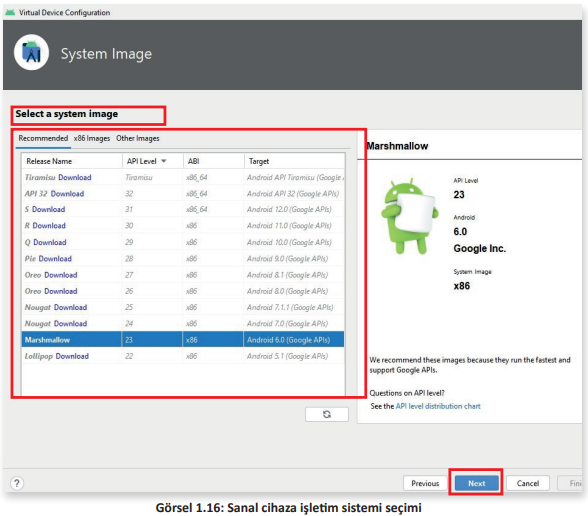 Virtual Device Configuration
System Image
Select a system image
Recommended x86 Images Other Images
Release Name API Level ABI Target
Tiramisu Download Tiramisu x86_64 Android API Tiramisu (Google
API 32 Download 32 x86_64 Android API 32 (Google APIs)
S Download 31 x86_64 Android 12.0 (Google APIs)
R Download 30 x86 Android 11.0 (Google APIs)
Q Download 29 x86 Android 10.0 (Google APIs)
Pie Download 28 x86 Android 9.0 (Google APIs)
Oreo Download 27 x86 Android 8.1 (Google APIs)
Oreo Download 26 x86 Android 8.0 (Google APIs)
Nougat Download 25 x86 Android 7.1.1 (Google APIs)
Nougat Download 24 x86 Android 7.0 (Google APIs)
Marshmallow 23 x86 Android 6.0 (Google APIs)
Lollipop Download 22 x86 Android 5.1 (Google APIs)
Marshmallow
API Level
23
Android
6.0
Google Inc.
System Image
x86
We recommend these images because they run the fastest and
support Google APIs.
Questions on API level?
See the API level distribution chart
? Previous Next Cancel Fini
Görsel 1.16: Sanal cihaza işletim sistemi seçimi